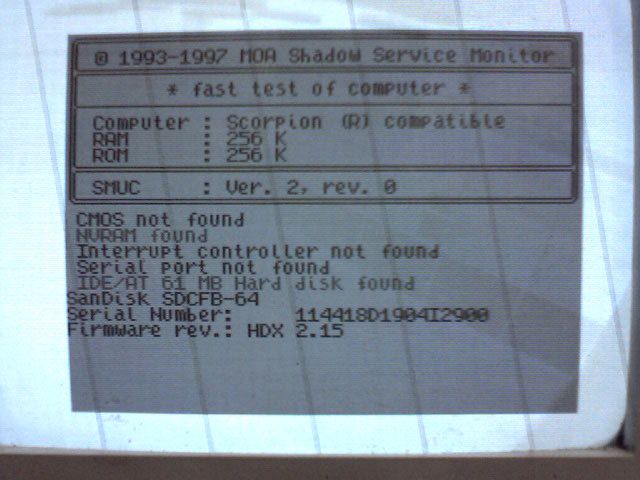 © 1993-1997 MOA Shadow Service Monitor
* fast test of computer *
Computer : Scorpion (R) compatible
RAM : 256 K
ROM : 256 K
SMUC : Ver. 2, rev. 0
CMOS not found
NVRAM found
Interrupt controller not found
Serial port not found
IDE/AT 61 MB Hard disk found
SanDisk SDCFB-64
Serial Number: 114418D1904I2900
Firmware rev.: HDX 2.15